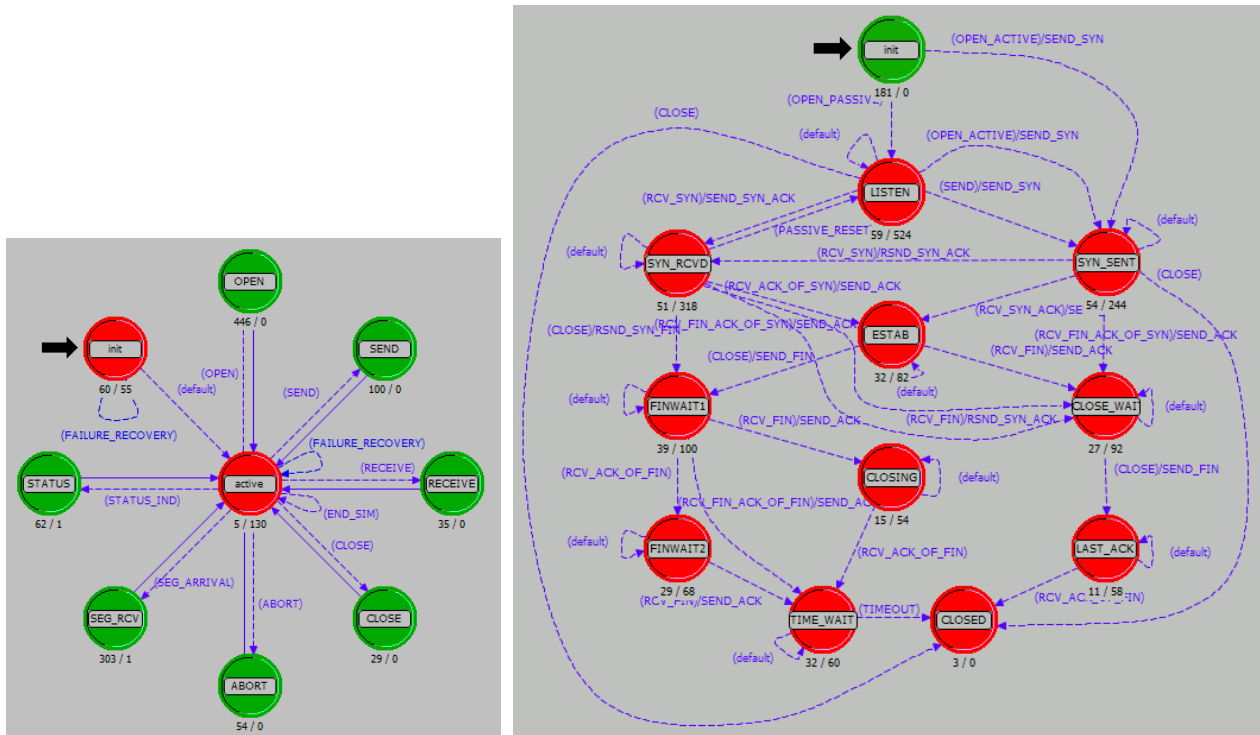 OPEN
446 / 0
init
60 / 55
(FAILURE_RECOVERY)
(default)
(OPEN)
(SEND)
SEND
100 / 0
(FAILURE_RECOVERY)
(RECEIVE)
STATUS
62 / 1
(STATUS_IND)
active
5 / 130
RECEIVE
35 / 0
(END_SIM)
(CLOSE)
(SEG_ARRIVAL)
(ABORT)
SEG_RCV
303 / 1
CLOSE
29 / 0
ABORT
54 / 0
init
181 / 0
(OPEN_ACTIVE)/SEND_SYN
(OPEN_PASSIVE)
(CLOSE)
(default)
(OPEN_ACTIVE)/SEND_SYN
LISTEN
59 / 524
(SEND)/SEND_SYN
(RCV_SYN)/SEND_SYN_ACK
(PASSIVE_RESET
(default)
SYN_RCVD
51 / 318
(RCV_SYN)/RSND_SYN_ACK
(default)
SYN_SENT
54 / 244
(CLOSE)
(RCV_ACK_OF_SYN)/SEND_ACK
(RCV_SYN_ACK)/SE
(CLOSE)/RSND_SYN_FIN
(RCV_FIN_ACK_OF_SYN)/SEND_ACK
ESTAB
32 / 82
(default)
(RCV_FIN_ACK_OF_SYN)/SEND_ACK
(RCV_FIN)/SEND_ACK
(CLOSE)/SEND_FIN
(default)
FINWAIT1
39 / 100
(RCV_FIN)/SEND_ACK
(RCV_FIN)/RSND_SYN_ACK
CLOSE_WAIT
27 / 92
(default)
(RCV_ACK_OF_FIN)
(RCV_FIN_ACK_OF_FIN)/SEND_AC
CLOSING
15 / 54
(default)
(CLOSE)/SEND_FIN
(default)
FINWAIT2
29 / 68
(RCV_FIN)/SEND_ACK
(RCV_ACK_OF_FIN)
LAST_ACK
11 / 58
(default)
(RCV_ACK_OF_FIN)
TIME_WAIT
32 / 60
(default)
(TIMEOUT)
CLOSED
3 / 0